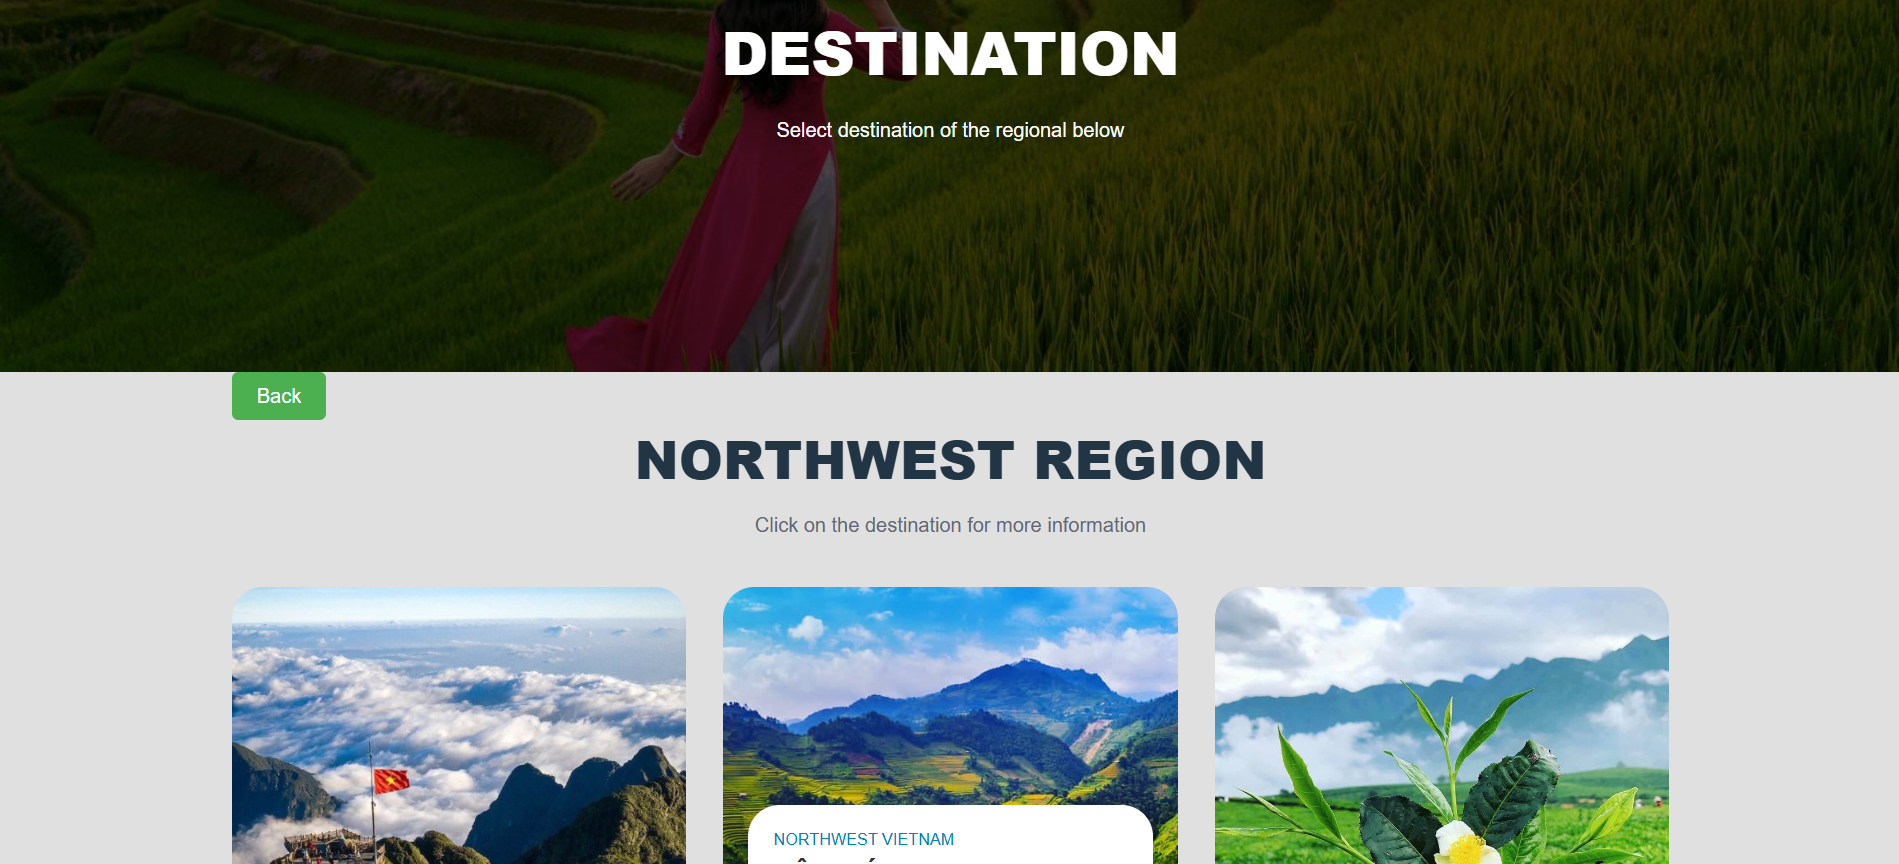 DESTINATION
Select destination of the regional below
Back
NORTHWEST REGION
Click on the destination for more information
NORTHWEST VIETNAM